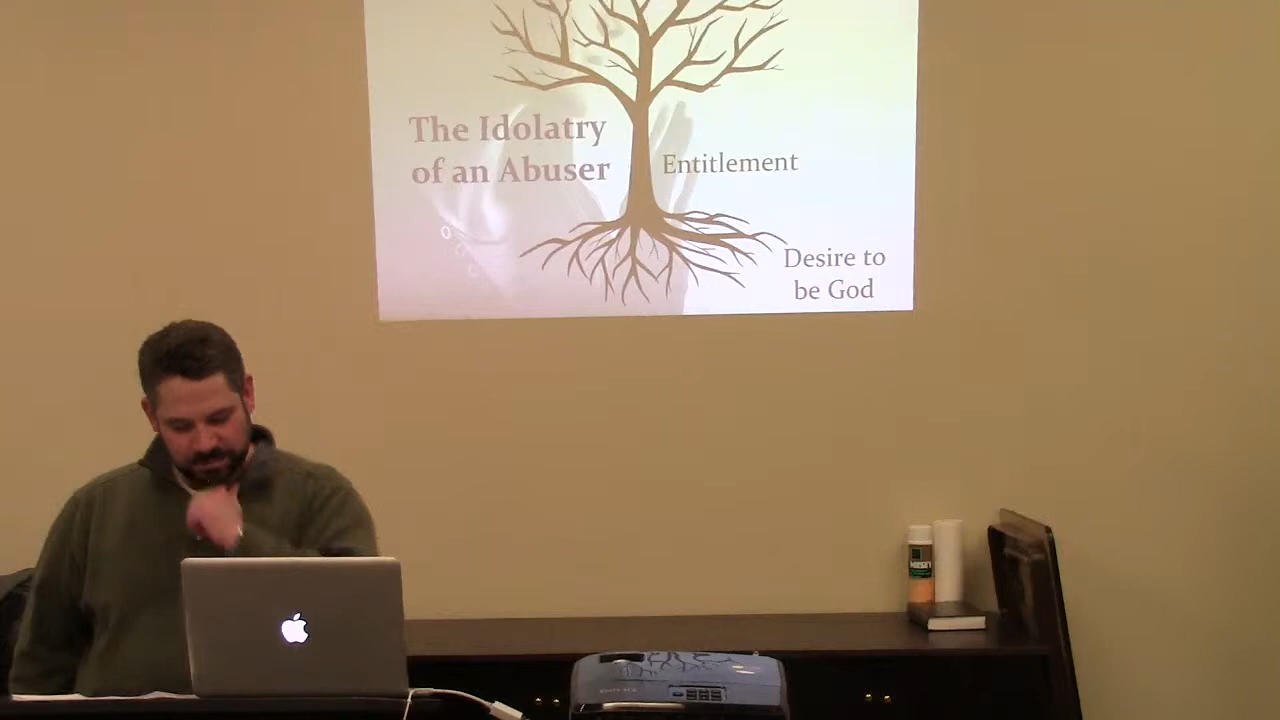 The Idolatry
of an Abuser
Entitlement
Desire to
be God